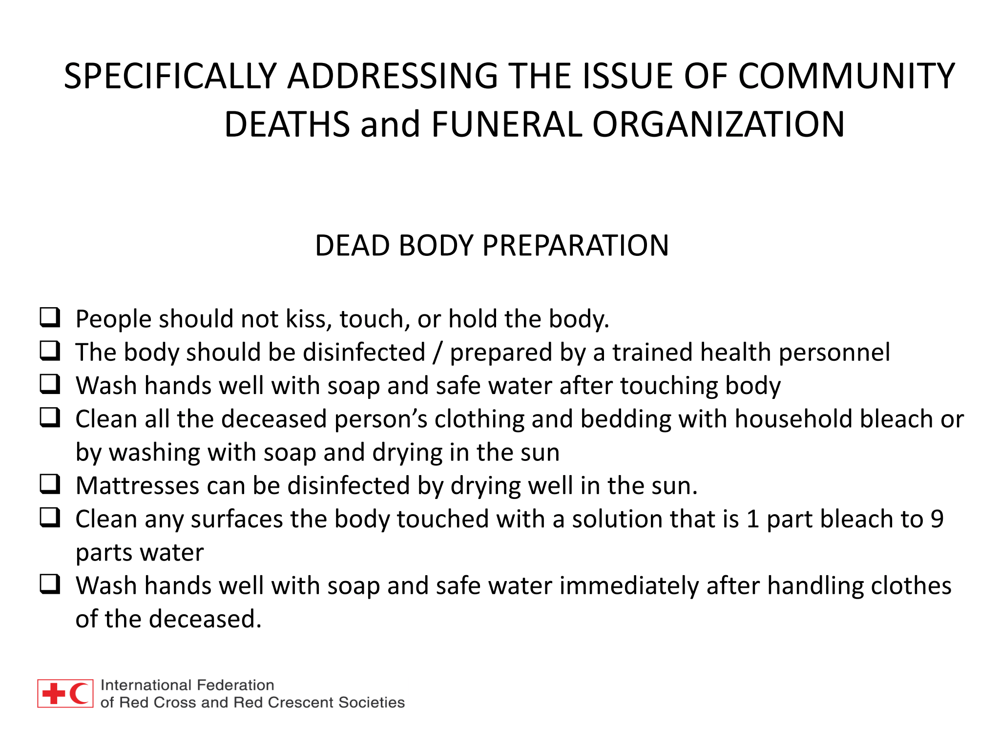 SPECIFICALLY ADDRESSING THE ISSUE OF COMMUNITY
DEATHS and FUNERAL ORGANIZATION
DEAD BODY PREPARATION
❑ People should not kiss, touch, or hold the body.
❑ The body should be disinfected / prepared by a trained health personnel
❑ Wash hands well with soap and safe water after touching body
❑ Clean all the deceased person’s clothing and bedding with household bleach or
by washing with soap and drying in the sun
❑ Mattresses can be disinfected by drying well in the sun.
❑ Clean any surfaces the body touched with a solution that is 1 part bleach to 9
parts water
❑ Wash hands well with soap and safe water immediately after handling clothes
of the deceased.
International Federation
of Red Cross and Red Crescent Societies